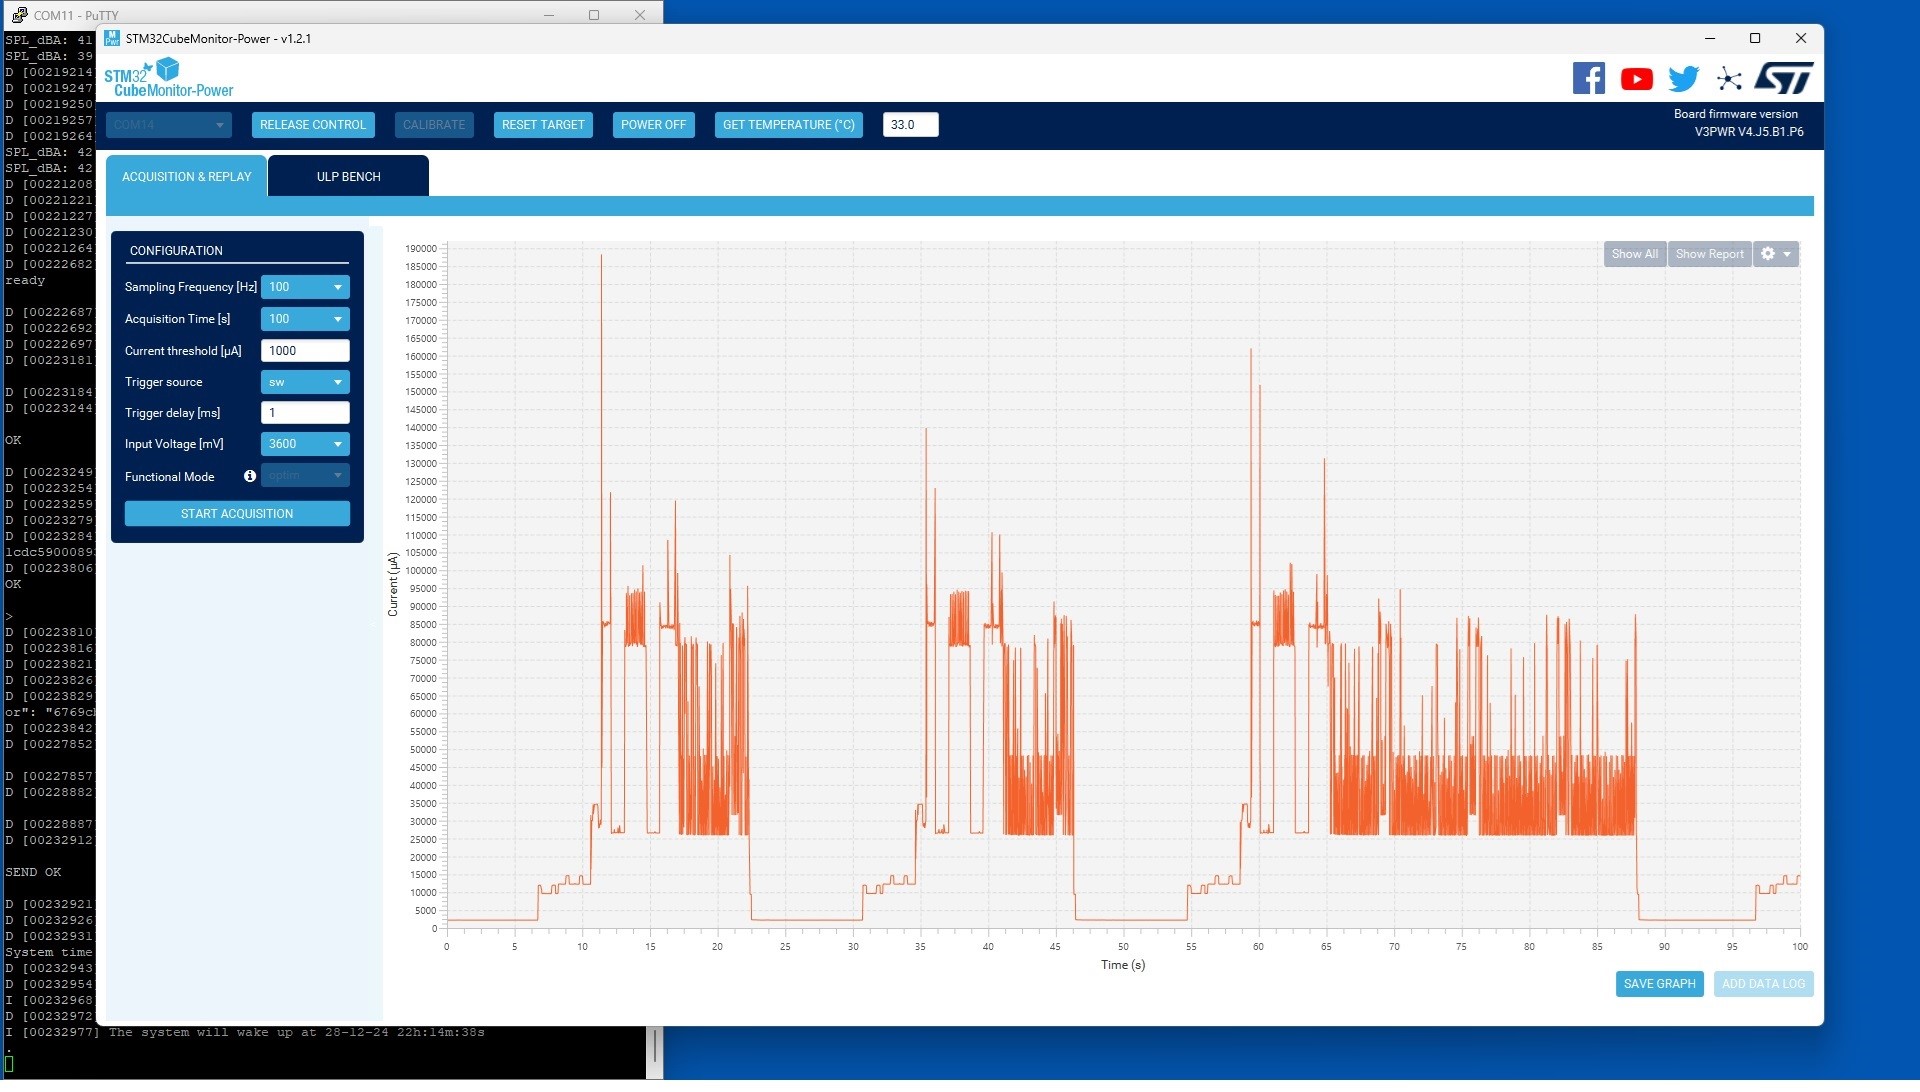 COM11 - PuTTY
SPL_dBA: 41
SPL_dBA: 39
D [00219214
D [00219247
D [00219250
D [00219257
D [00219264
SPL_dBA: 42
SPL_dBA: 42
D [00221208
D [00221221
D [00221227
D [00221230
D [00221264
D [00222682
ready
D [00222687
D [00222692
D [00222697
D [00223181
D [00223184
D [00223244
OK
D [00223249
D [00223254
D [00223259
D [00223279
D [00223284
lcdc5900089
D [00223806
OK
>
D [00223810
D [00223816
D [00223821
D [00223826
D [00223829
or": "6769c
D [00223842
D [00227852
D [00227857
D [00228882
D [00228887
D [00232912
SEND OK
D [00232921
D [00232926
D [00232931
System time
D [00232943
D [00232954
I [00232968
D [00232972
I [00232977] The system will wake up at 28-12-24 22h:14m:38s
.
STM32CubeMonitor-Power - v1.2.1
STM32
CubeMonitor-Power
COM14
RELEASE CONTROL
CALIBRATE
RESET TARGET
POWER OFF
GET TEMPERATURE (°C)
33.0
Board firmware version
V3PWR V4.J5.B1.P6
ACQUISITION & REPLAY
ULP BENCH
CONFIGURATION
Sampling Frequency [Hz] 100
Acquisition Time [s] 100
Current threshold [µA] 1000
Trigger source sw
Trigger delay [ms] 1
Input Voltage [mV] 3600
Functional Mode optim
START ACQUISITION
Show All
Show Report
Current (µA)
190000
185000
180000
175000
170000
165000
160000
155000
150000
145000
140000
135000
130000
125000
120000
115000
110000
105000
100000
95000
90000
85000
80000
75000
70000
65000
60000
55000
50000
45000
40000
35000
30000
25000
20000
15000
10000
5000
0
0 5 10 15 20 25 30 35 40 45 50 55 60 65 70 75 80 85 90 95 100
Time (s)
SAVE GRAPH
ADD DATA LOG